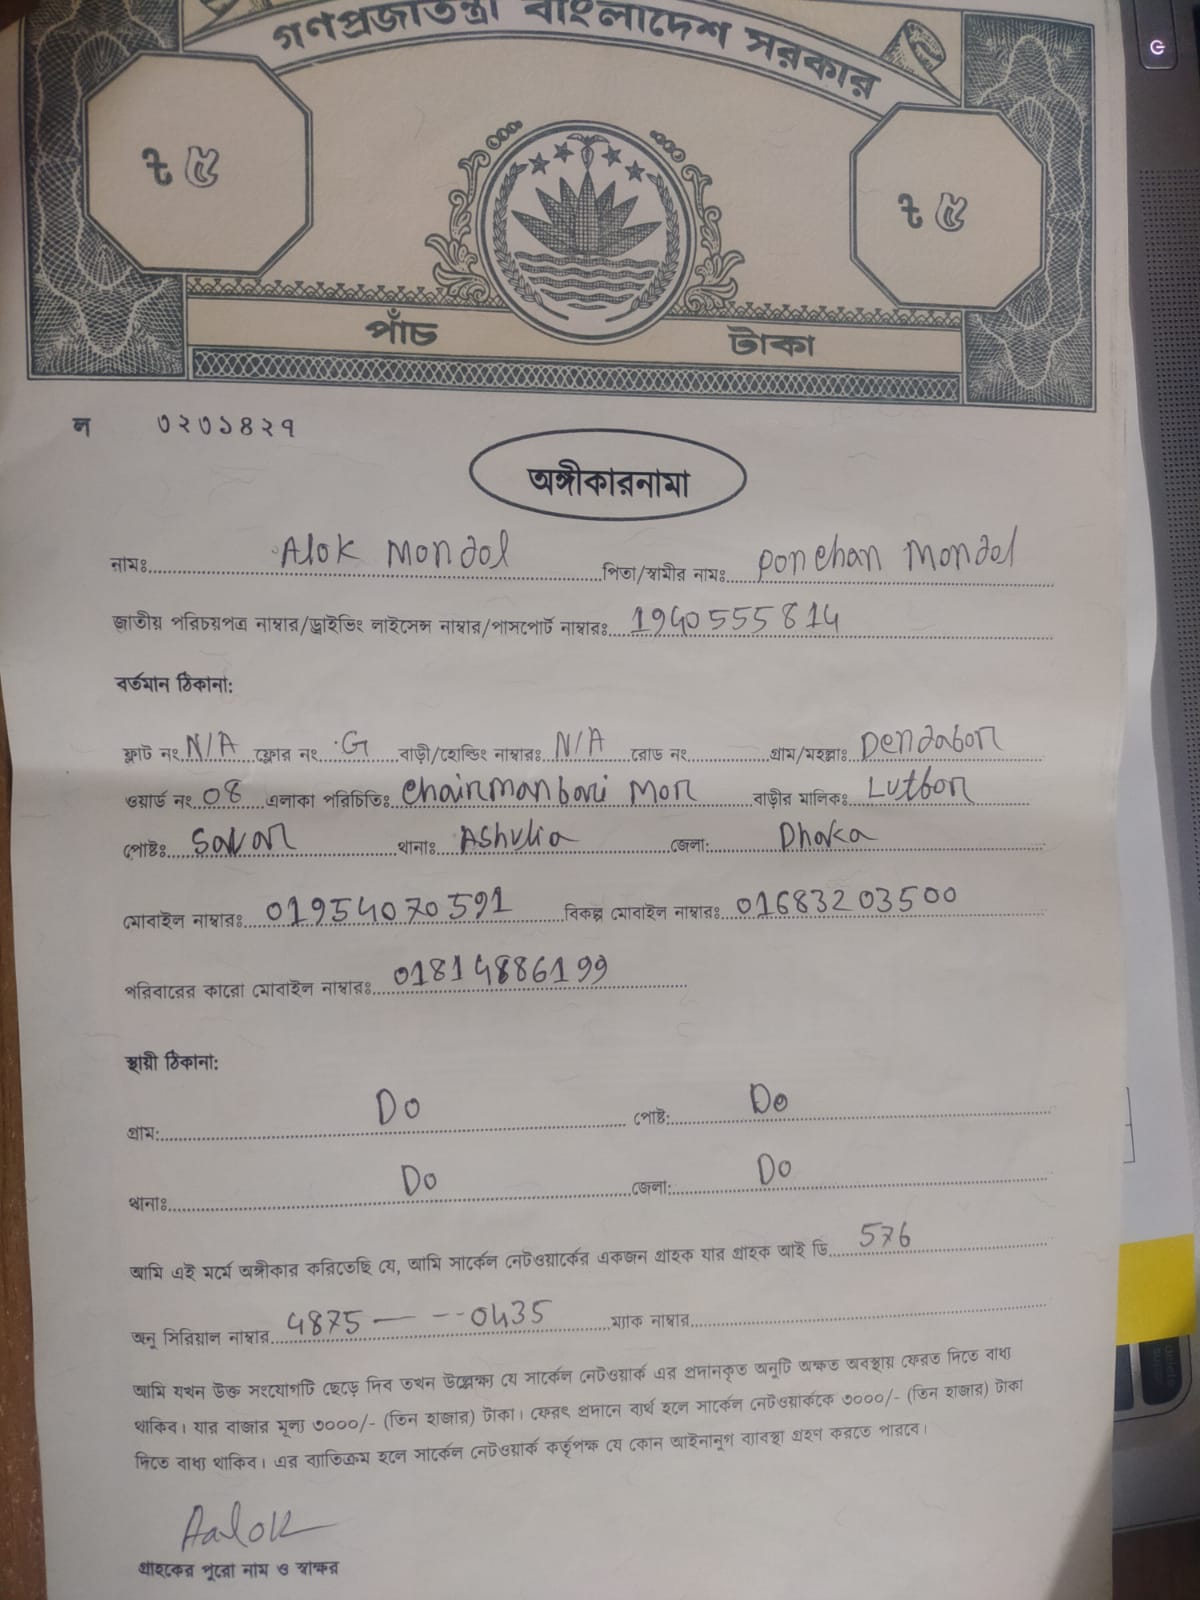 গণপ্রজাতন্ত্রী বাংলাদেশ সরকার
৳ ৫ ৳ ৫
পাঁচ টাকা
ল ৩২৩১৪২৭
অঙ্গীকারনামা
নামঃ Alok Mondol পিতা/স্বামীর নামঃ Ponchan Mondol
জাতীয় পরিচয়পত্র নাম্বার/ড্রাইভিং লাইসেন্স নাম্বার/পাসপোর্ট নাম্বারঃ 1940555814
বর্তমান ঠিকানা:
ফ্লাট নং N/A ফ্লোর নং G বাড়ী/হোল্ডিং নাম্বারঃ N/A রোড নং গ্রাম/মহল্লাঃ Dendabor
ওয়ার্ড নং 08 এলাকা পরিচিতিঃ Chairmanbari Mor বাড়ীর মালিকঃ Lutbor
পোষ্টঃ Savar থানাঃ Ashulia জেলা: Dhaka
মোবাইল নাম্বারঃ 01954070591 বিকল্প মোবাইল নাম্বারঃ 01683203500
পরিবারের কারো মোবাইল নাম্বারঃ 01814886199
স্থায়ী ঠিকানা:
গ্রাম: Do পোষ্ট: Do
থানাঃ Do জেলা: Do
আমি এই মর্মে অঙ্গীকার করিতেছি যে, আমি সার্কেল নেটওয়ার্কের একজন গ্রাহক যার গ্রাহক আই ডি 576
অনু সিরিয়াল নাম্বার 4875 — -- 0435 ম্যাক নাম্বার
আমি যখন উক্ত সংযোগটি ছেড়ে দিব তখন উল্লেক্ষ্য যে সার্কেল নেটওয়ার্ক এর প্রদানকৃত অনুটি অক্ষত অবস্থায় ফেরত দিতে বাধ্য
থাকিব। যার বাজার মূল্য ৩০০০/- (তিন হাজার) টাকা। ফেরৎ প্রদানে ব্যর্থ হলে সার্কেল নেটওয়ার্ককে ৩০০০/- (তিন হাজার) টাকা
দিতে বাধ্য থাকিব। এর ব্যতিক্রম হলে সার্কেল নেটওয়ার্ক কর্তৃপক্ষ যে কোন আইনানুগ ব্যাবস্থা গ্রহণ করতে পারবে।
Aalok
গ্রাহকের পুরো নাম ও স্বাক্ষর